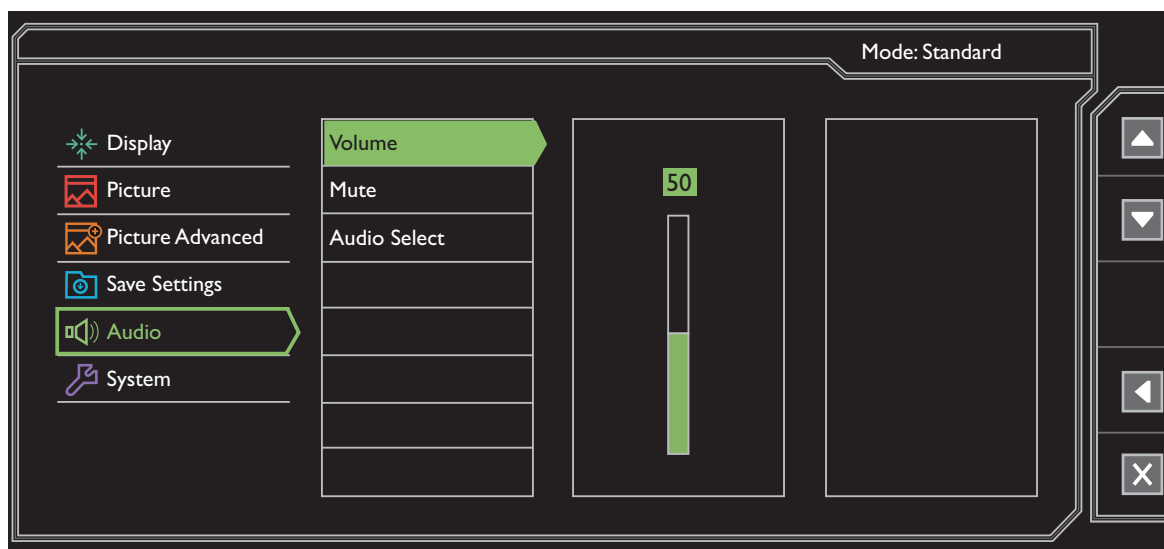 Mode: Standard
Display
Picture
Picture Advanced
Save Settings
Audio
System
Volume
Mute
Audio Select
50